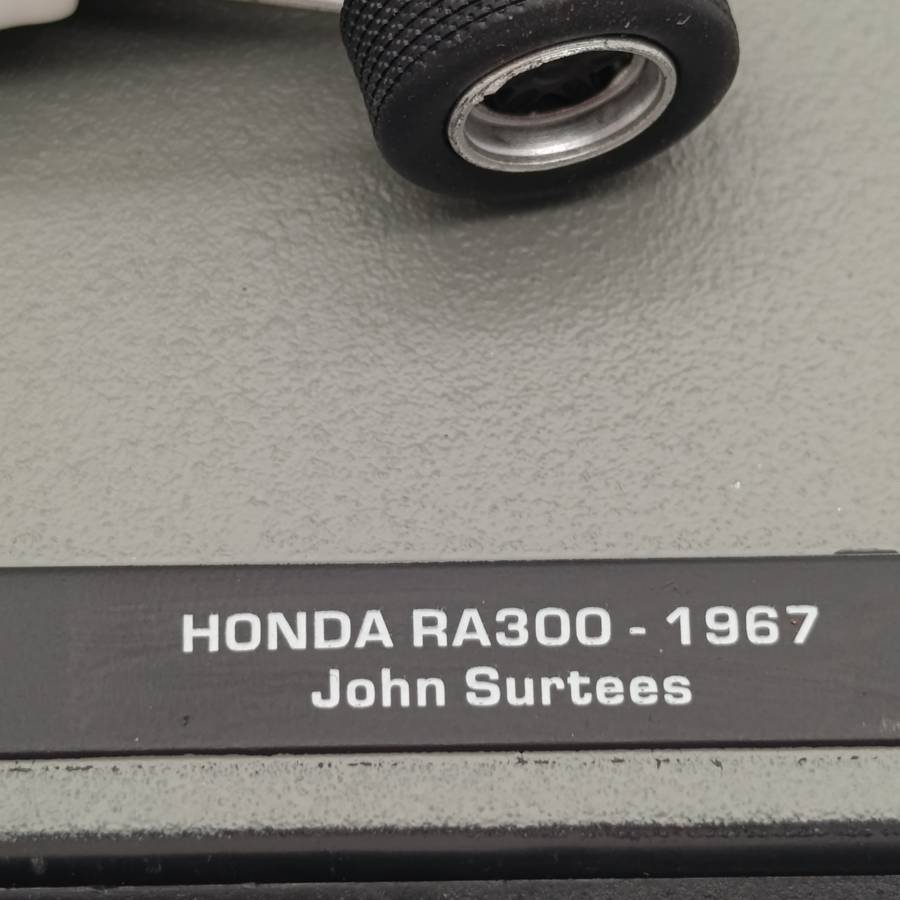 HONDA RA300 - 1967
John Surtees